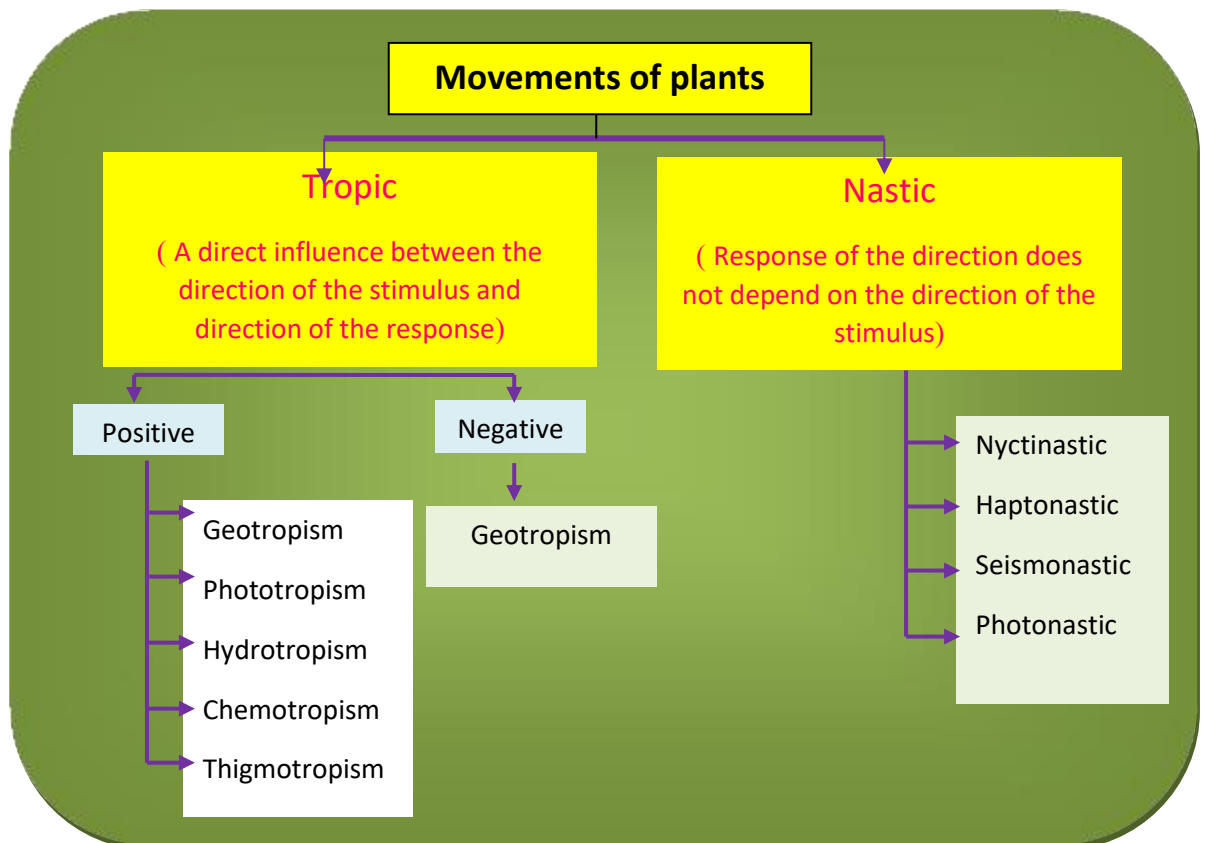 Movements of plants
Tropic
( A direct influence between the
direction of the stimulus and
direction of the response)
Nastic
( Response of the direction does
not depend on the direction of the
stimulus)
Positive
Geotropism
Phototropism
Hydrotropism
Chemotropism
Thigmotropism
Negative
Geotropism
Nyctinastic
Haptonastic
Seismonastic
Photonastic